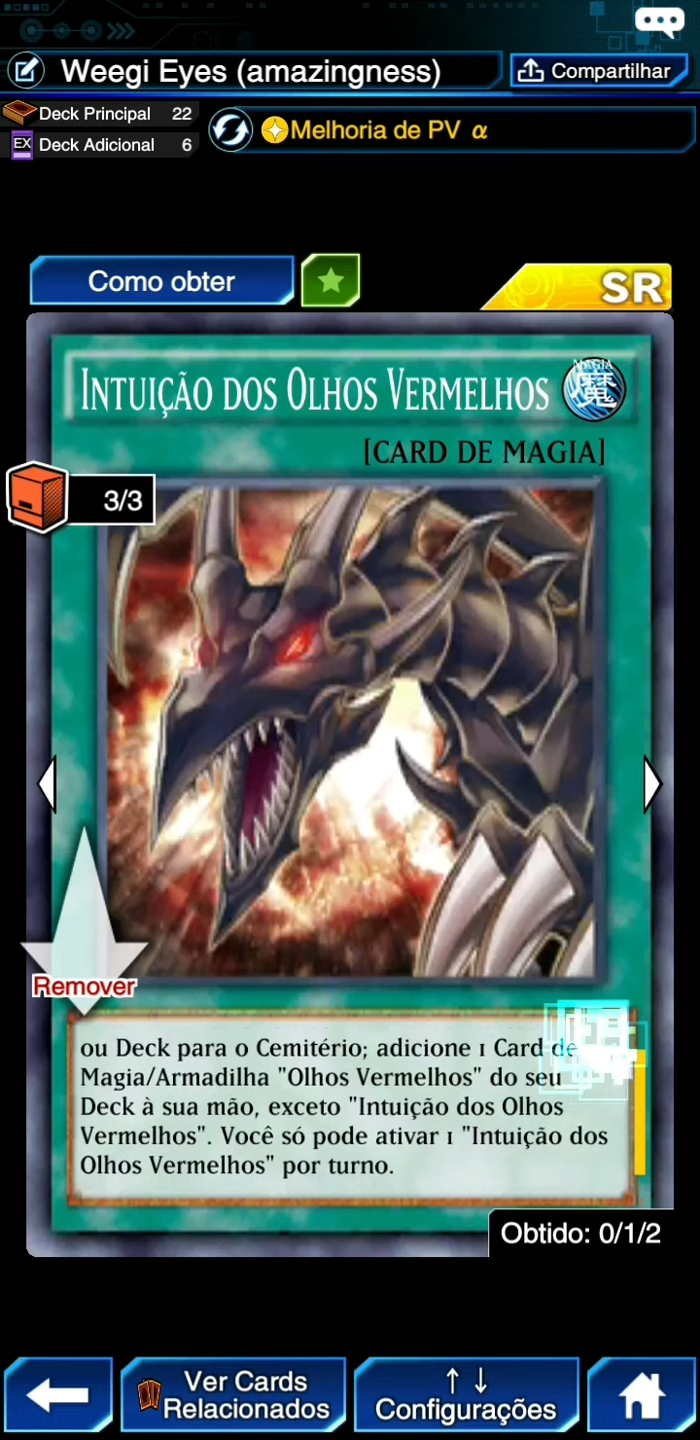 Weegi Eyes (amazingness)
Compartilhar
Deck Principal 22
EX Deck Adicional 6
Melhoria de PV α
Como obter
SR
INTUIÇÃO DOS OLHOS VERMELHOS
MAGIA
魔
[CARD DE MAGIA]
3/3
Remover
ou Deck para o Cemitério; adicione 1 Card de
Magia/Armadilha "Olhos Vermelhos" do seu
Deck à sua mão, exceto "Intuição dos Olhos
Vermelhos". Você só pode ativar 1 "Intuição dos
Olhos Vermelhos" por turno.
Obtido: 0/1/2
Ver Cards
Relacionados
↑ ↓
Configurações